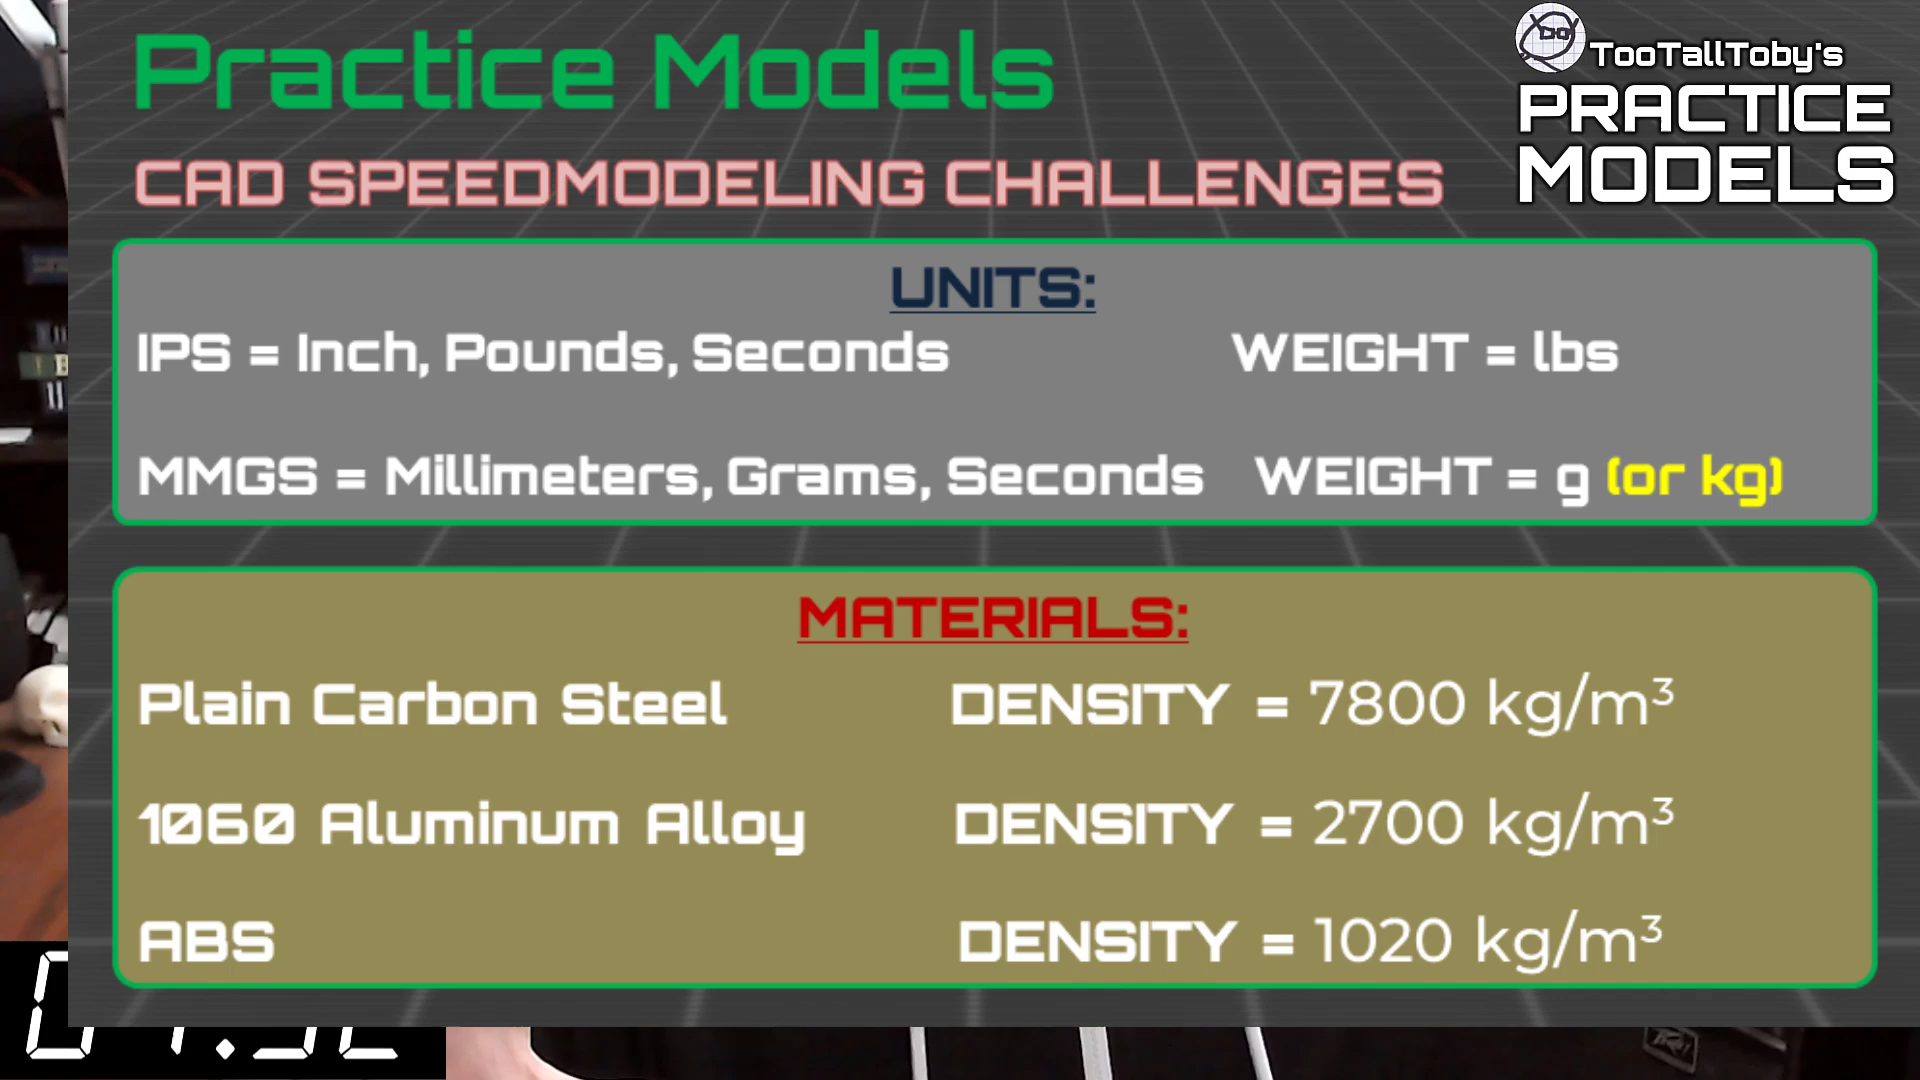 Practice Models
TooTallToby's
PRACTICE
MODELS
CAD SPEEDMODELING CHALLENGES
UNITS:
IPS = Inch, Pounds, Seconds WEIGHT = lbs
MMGS = Millimeters, Grams, Seconds WEIGHT = g (or kg)
MATERIALS:
Plain Carbon Steel DENSITY = 7800 kg/m³
1060 Aluminum Alloy DENSITY = 2700 kg/m³
ABS DENSITY = 1020 kg/m³